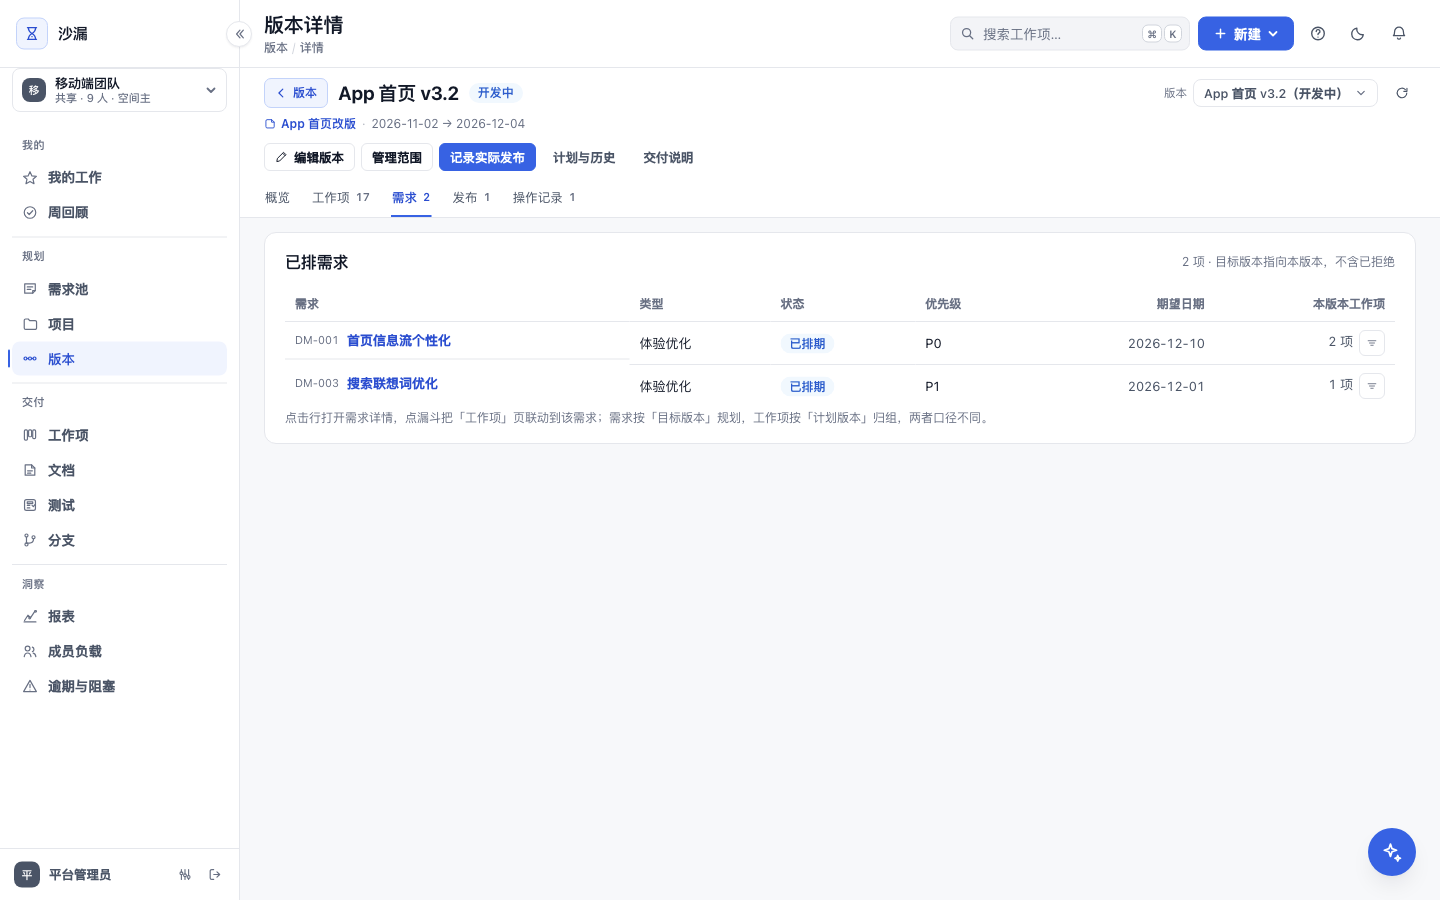 沙漏
版本详情
版本 / 详情
搜索工作项...
⌘ K
新建
移
移动端团队
共享 · 9 人 · 空间主
我的
我的工作
周回顾
规划
需求池
项目
版本
交付
工作项
文档
测试
分支
洞察
报表
成员负载
逾期与阻塞
平
平台管理员
版本
App 首页 v3.2
开发中
版本
App 首页 v3.2（开发中）
App 首页改版 · 2026-11-02 → 2026-12-04
编辑版本
管理范围
记录实际发布
计划与历史
交付说明
概览
工作项 17
需求 2
发布 1
操作记录 1
已排需求
2 项 · 目标版本指向本版本，不含已拒绝
需求 类型 状态 优先级 期望日期 本版本工作项
DM-001 首页信息流个性化 体验优化 已排期 P0 2026-12-10 2 项
DM-003 搜索联想词优化 体验优化 已排期 P1 2026-12-01 1 项
点击行打开需求详情，点漏斗把「工作项」页联动到该需求；需求按「目标版本」规划，工作项按「计划版本」归组，两者口径不同。